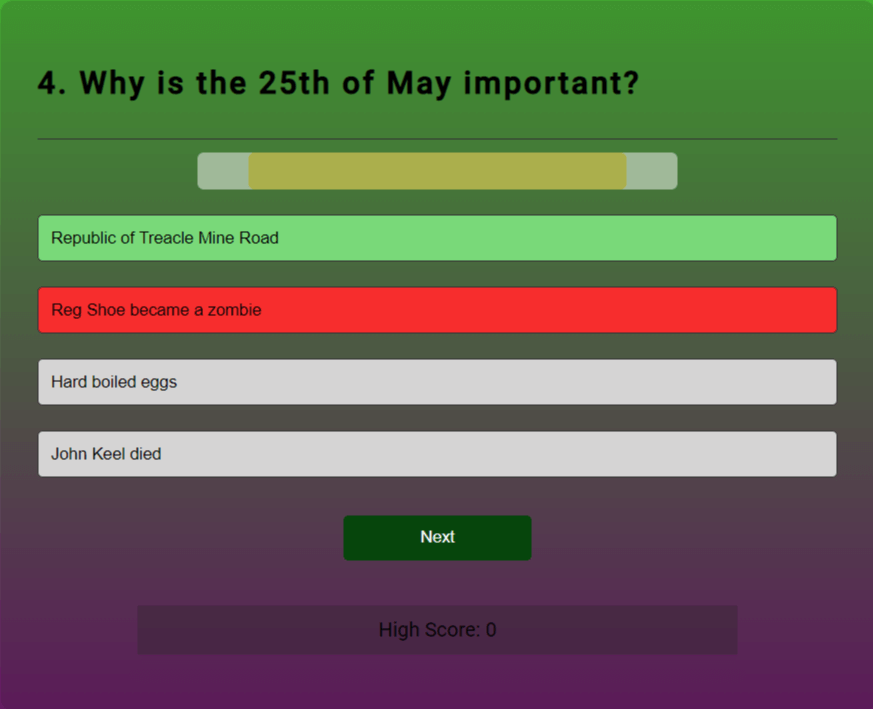 4. Why is the 25th of May important?
Republic of Treacle Mine Road
Reg Shoe became a zombie
Hard boiled eggs
John Keel died
Next
High Score: 0